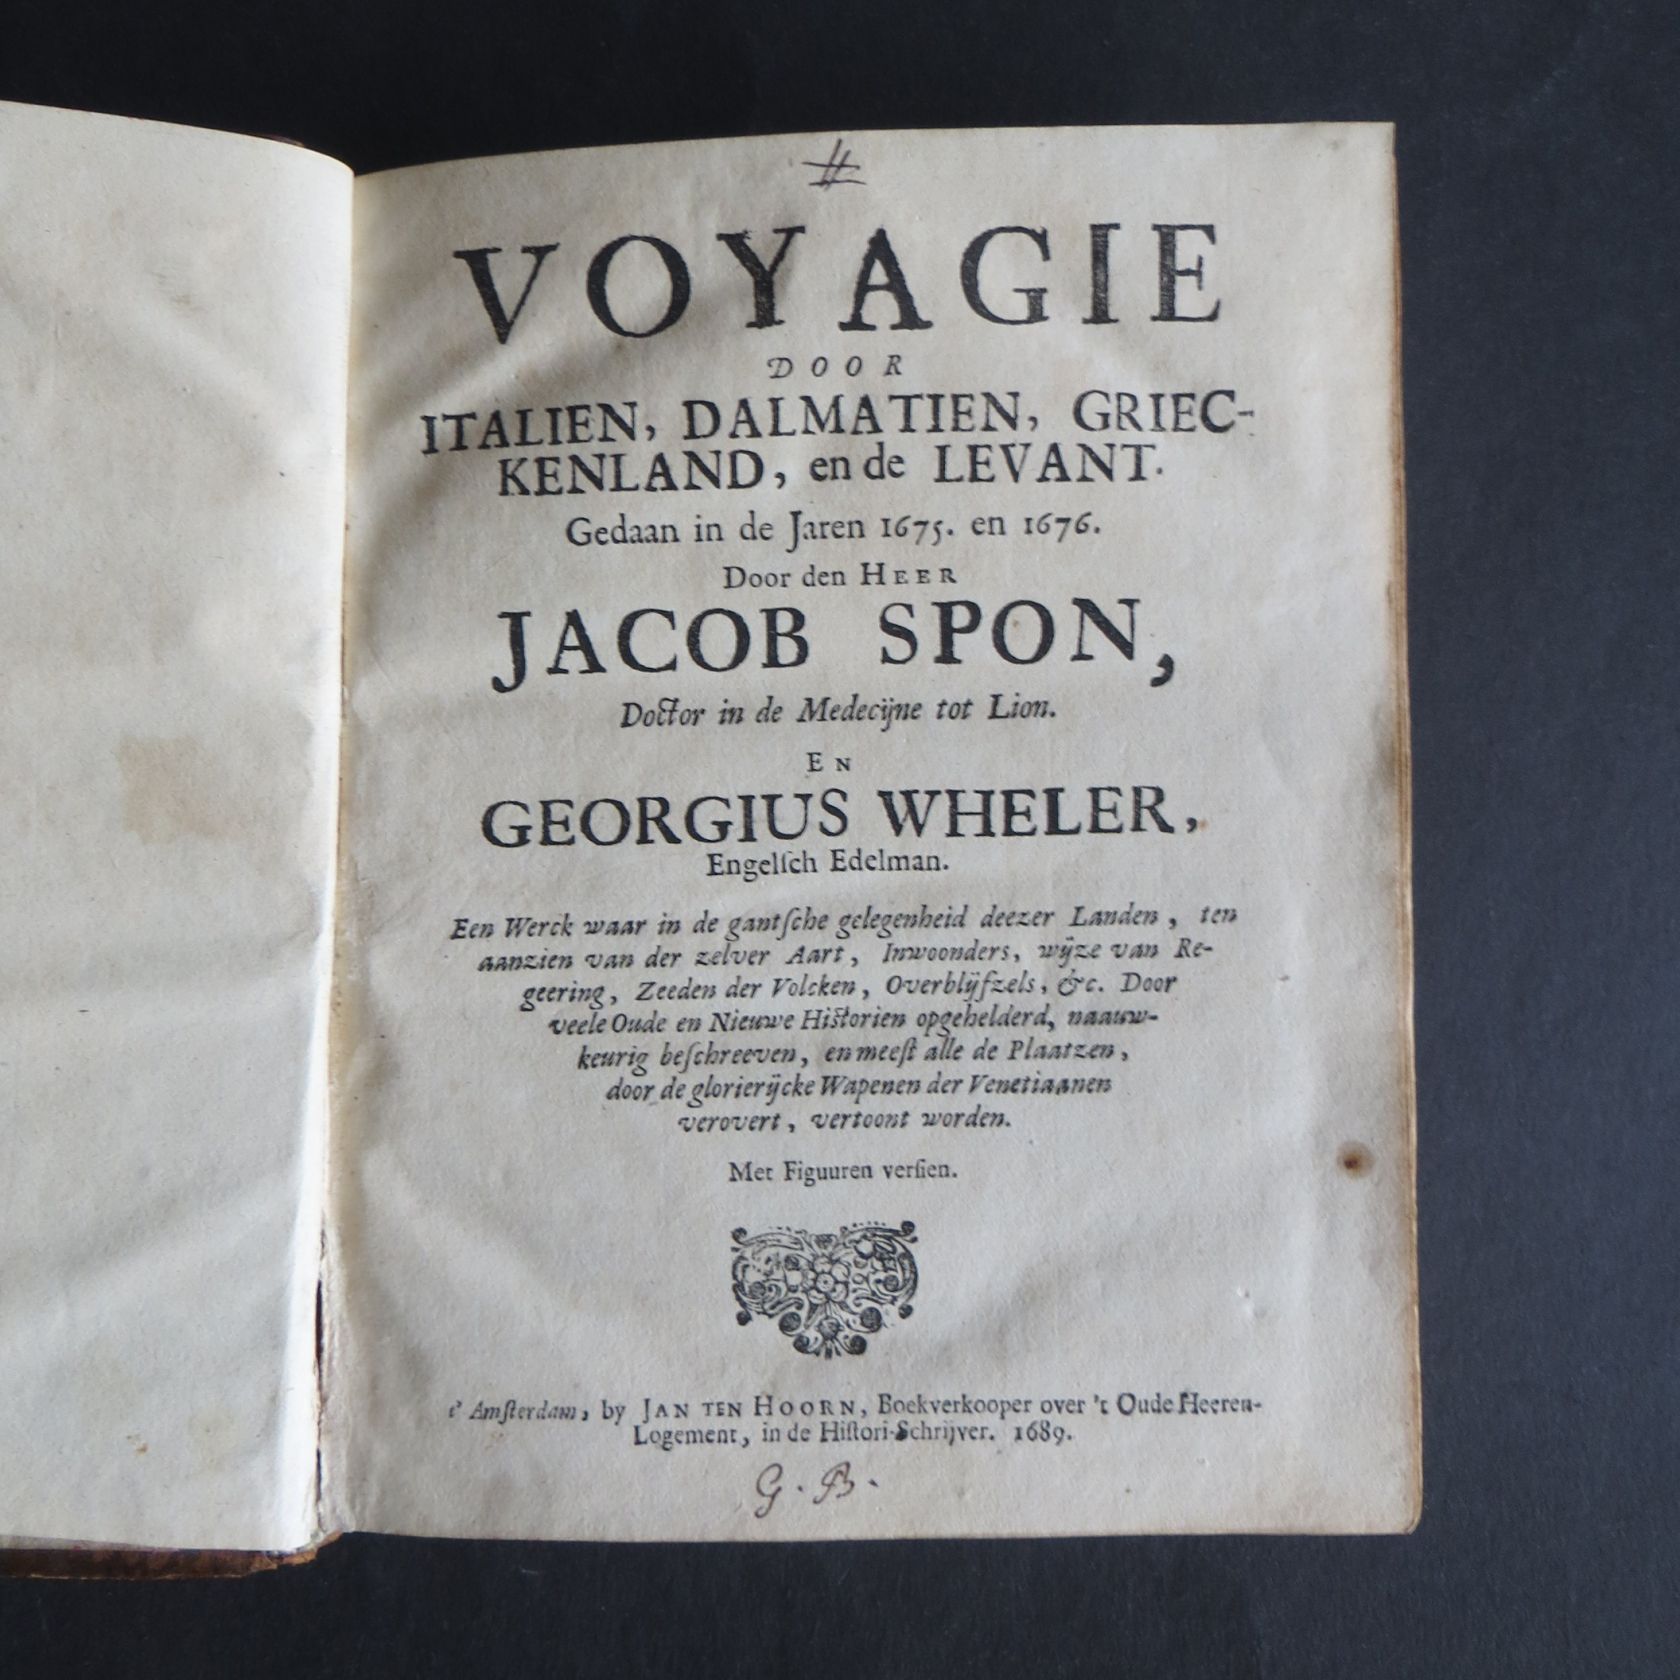 VOYAGIE
DOOR
ITALIEN, DALMATIEN, GRIEC-
KENLAND, en de LEVANT.
Gedaan in de Jaren 1675. en 1676.
Door den HEER
JACOB SPON,
Doctor in de Medecijne tot Lion.
EN
GEORGIUS WHELER,
Engelſch Edelman.
Een Werck waar in de gantſche gelegenheid deezer Landen, ten
aanzien van der zelver Aart, Inwoonders, wijze van Re-
geering, Zeeden der Volcken, Overblijfzels, &c. Door
veele Oude en Nieuwe Historien opgehelderd, naauw-
keurig beſchreeven, en meeſt alle de Plaatzen,
door de glorierijcke Wapenen der Venetiaanen
verovert, vertoont worden.
Met Figuuren verſien.
t' Amſterdam, by JAN TEN HOORN, Boekverkooper over 't Oude Heeren-
Logement, in de Hiſtori-Schrijver. 1689.
G. B.